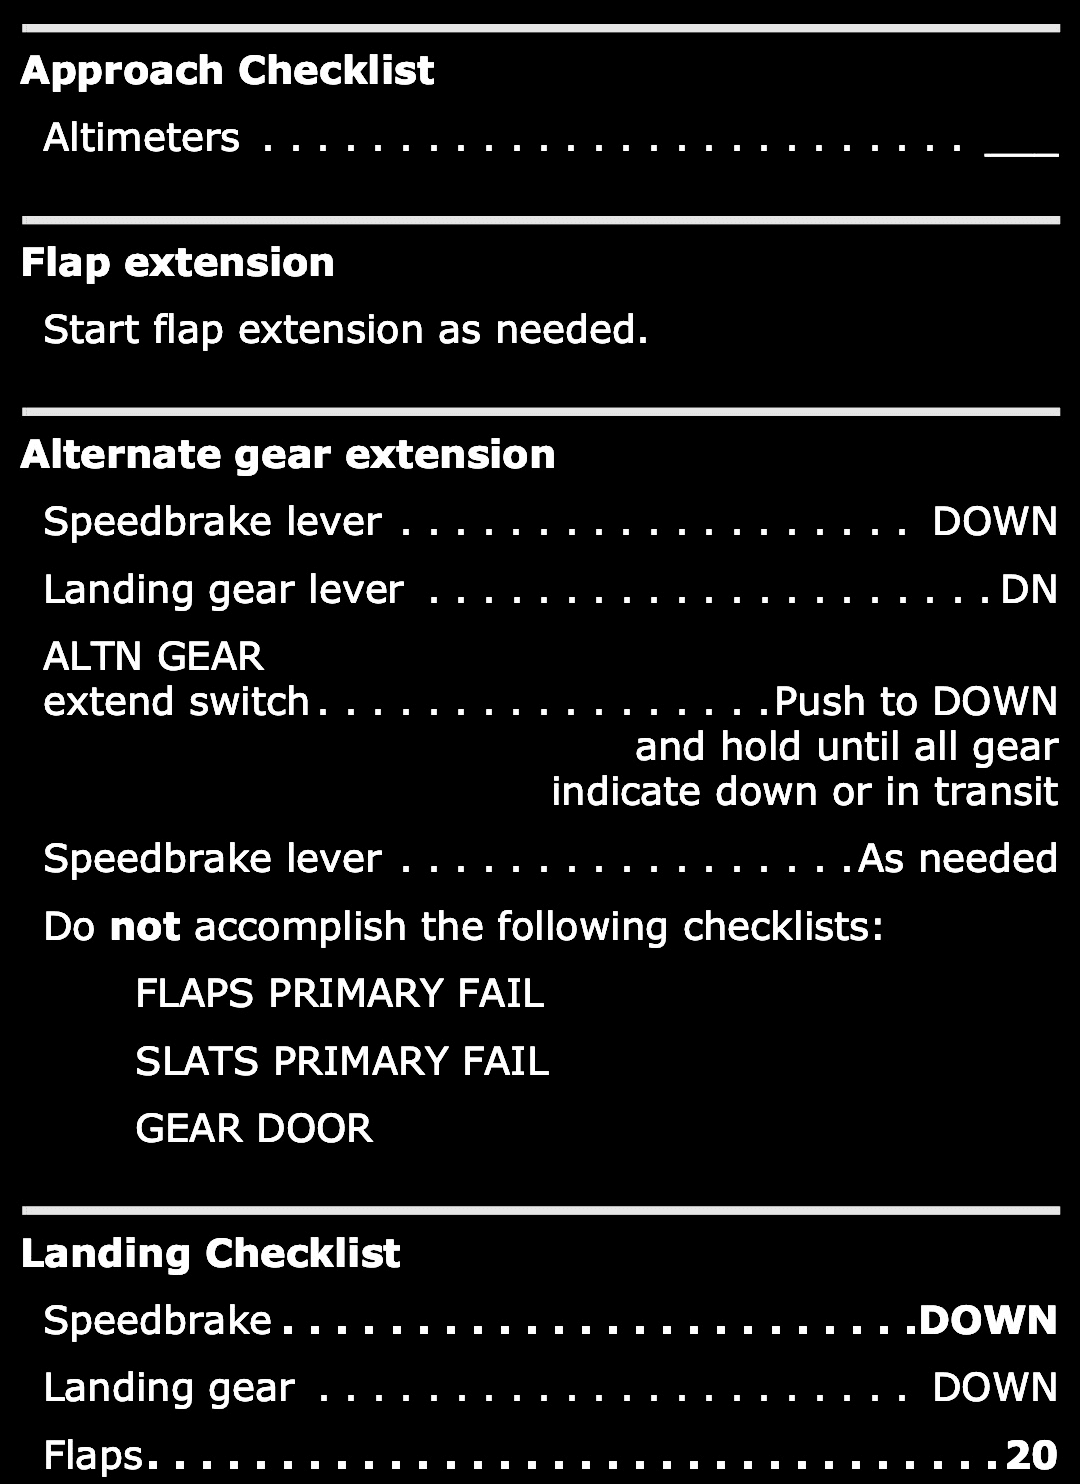 Approach Checklist
Altimeters . . . . . . . . . . . . . . . . . . . . . . . . . . ___
Flap extension
Start flap extension as needed.
Alternate gear extension
Speedbrake lever . . . . . . . . . . . . . . . . . . . DOWN
Landing gear lever . . . . . . . . . . . . . . . . . . . . . DN
ALTN GEAR
extend switch . . . . . . . . . . . . . . . . . Push to DOWN
and hold until all gear
indicate down or in transit
Speedbrake lever . . . . . . . . . . . . . . . . . As needed
Do not accomplish the following checklists:
FLAPS PRIMARY FAIL
SLATS PRIMARY FAIL
GEAR DOOR
Landing Checklist
Speedbrake . . . . . . . . . . . . . . . . . . . . . . . . DOWN
Landing gear . . . . . . . . . . . . . . . . . . . . . . DOWN
Flaps . . . . . . . . . . . . . . . . . . . . . . . . . . . . . . . . 20